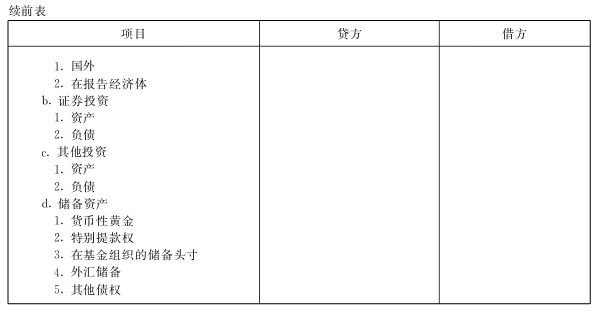 续前表
项目 贷方 借方
1. 国外
2. 在报告经济体
b. 证券投资
1. 资产
2. 负债
c. 其他投资
1. 资产
2. 负债
d. 储备资产
1. 货币性黄金
2. 特别提款权
3. 在基金组织的储备头寸
4. 外汇储备
5. 其他债权